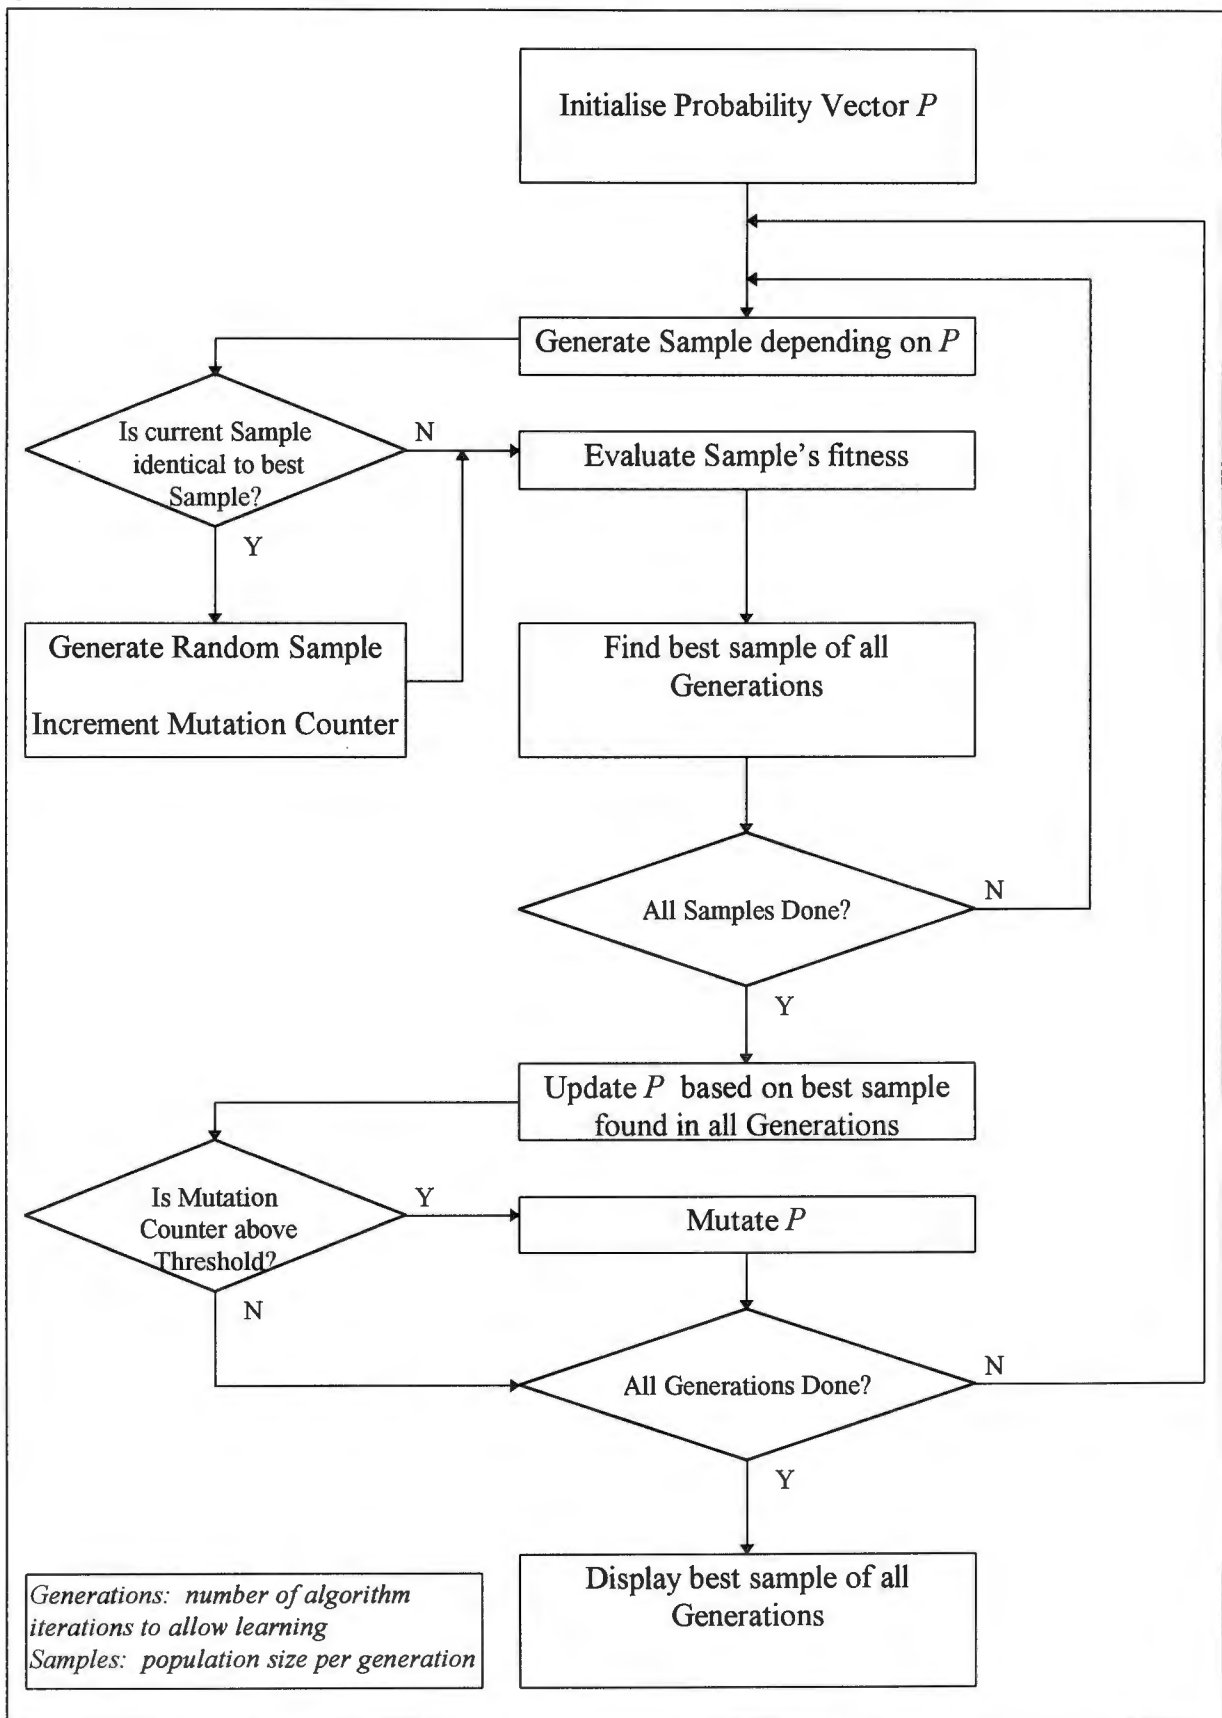 Initialise Probability Vector P
Generate Sample depending on P
Is current Sample
identical to best
Sample?
N
Evaluate Sample's fitness
Y
Generate Random Sample
Increment Mutation Counter
Find best sample of all
Generations
All Samples Done?
N
Y
Update P based on best sample
found in all Generations
Is Mutation
Counter above
Threshold?
Y
Mutate P
N
All Generations Done?
N
Y
Display best sample of all
Generations
Generations: number of algorithm
iterations to allow learning
Samples: population size per generation